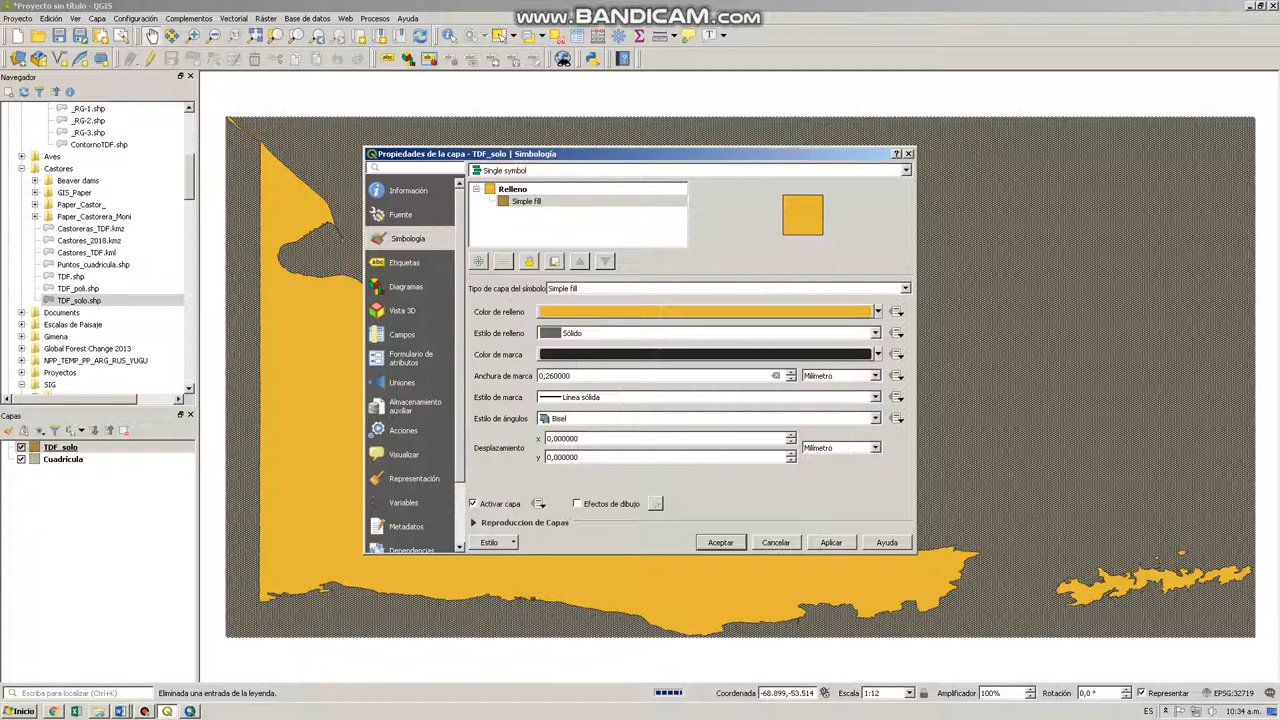 *Proyecto sin título - QGIS
www.BANDICAM.com
Proyecto Edición Ver Capa Configuración Complementos Vectorial Ráster Base de datos Web Procesos Ayuda
Navegador
_RG-1.shp
_RG-2.shp
_RG-3.shp
ContornoTDF.shp
Aves
Castores
Beaver dams
GIS_Paper
Paper_Castor_
Paper_Castorera_Moni
Castoreras_TDF.kmz
Castores_2018.kmz
Castores_TDF.kml
Puntos_cuadricula.shp
TDF.shp
TDF_poli.shp
TDF_solo.shp
Documents
Escalas de Paisaje
Gimena
Global Forest Change 2013
NPP_TEMP_PP_ARG_RUS_YUGU
Proyectos
SIG
Capas
TDF_solo
Cuadrícula
Propiedades de la capa - TDF_solo | Simbología
Información
Fuente
Simbología
Etiquetas
Diagramas
Vista 3D
Campos
Formulario de atributos
Uniones
Almacenamiento auxiliar
Acciones
Visualizar
Representación
Variables
Metadatos
Dependencias
Single symbol
Relleno
Simple fill
Tipo de capa del símbolo Simple fill
Color de relleno
Estilo de relleno Sólido
Color de marca
Anchura de marca 0,260000 Milímetro
Estilo de marca Línea sólida
Estilo de ángulos Bisel
Desplazamiento x 0,000000 Milímetro
y 0,000000
Activar capa Efectos de dibujo
Reproduccion de Capas
Estilo Aceptar Cancelar Aplicar Ayuda
Escribe para localizar (Ctrl+K) Eliminada una entrada de la leyenda. Coordenada -68.899,-53.514 Escala 1:12 Amplificador 100% Rotación 0,0 ° Representar EPSG:32719
Inicio ES 10:34 a.m.